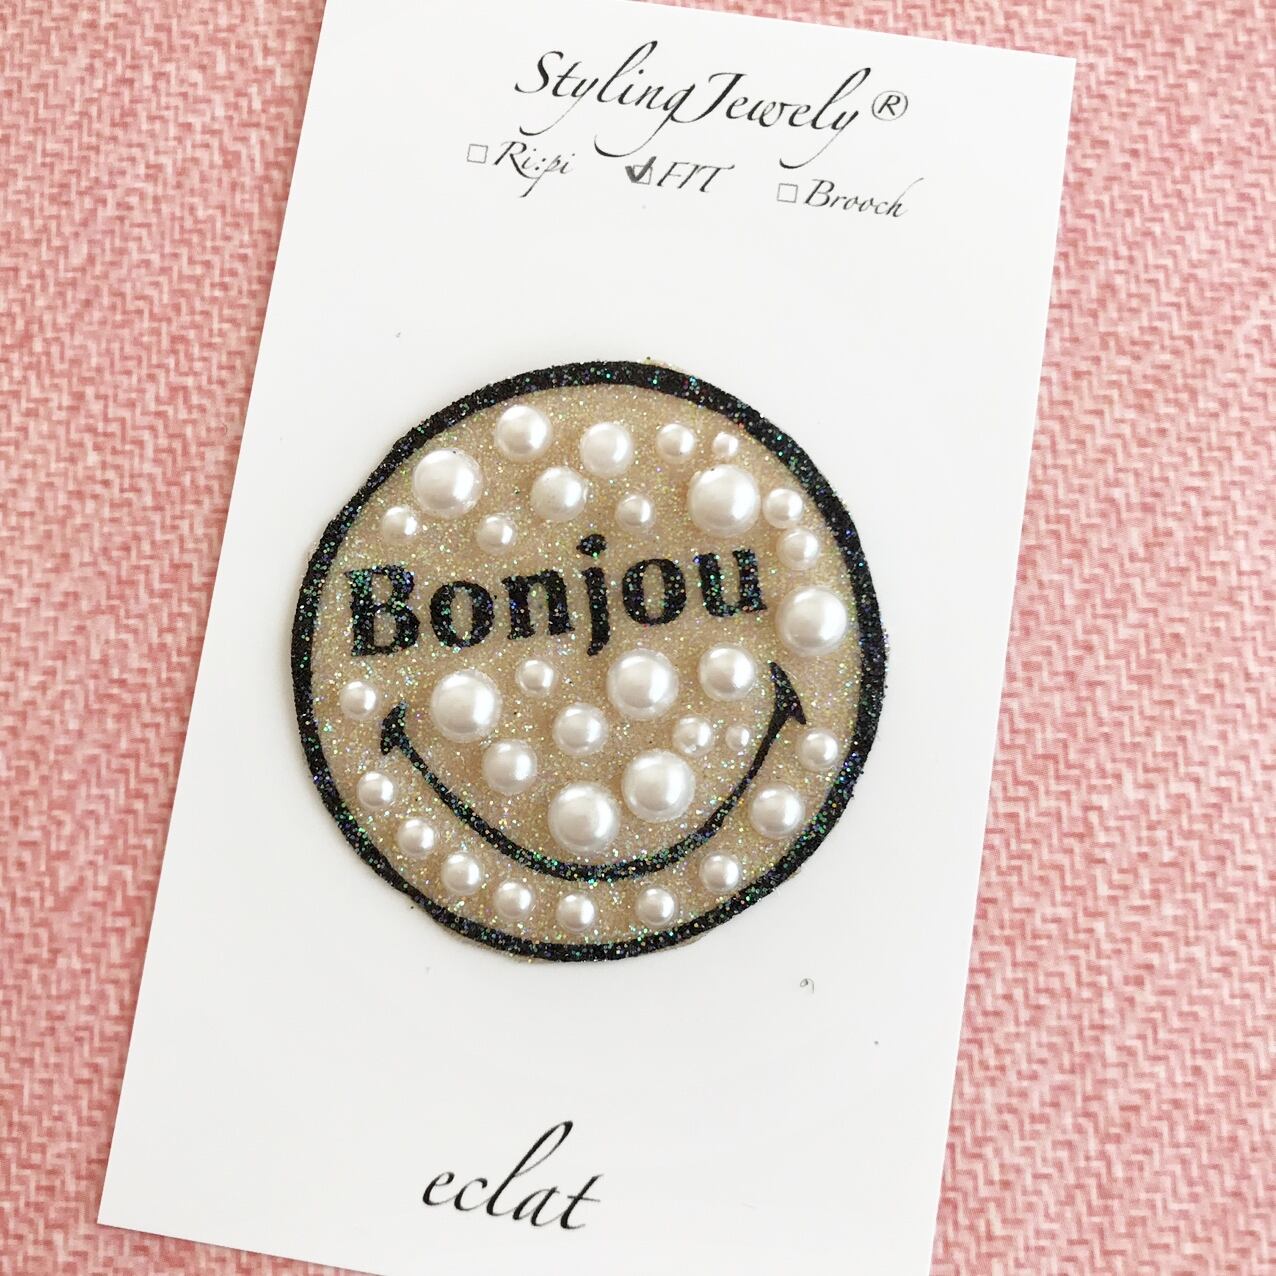 StylingJewely®
Ri:pi FIT Brooch
Bonjou
eclat